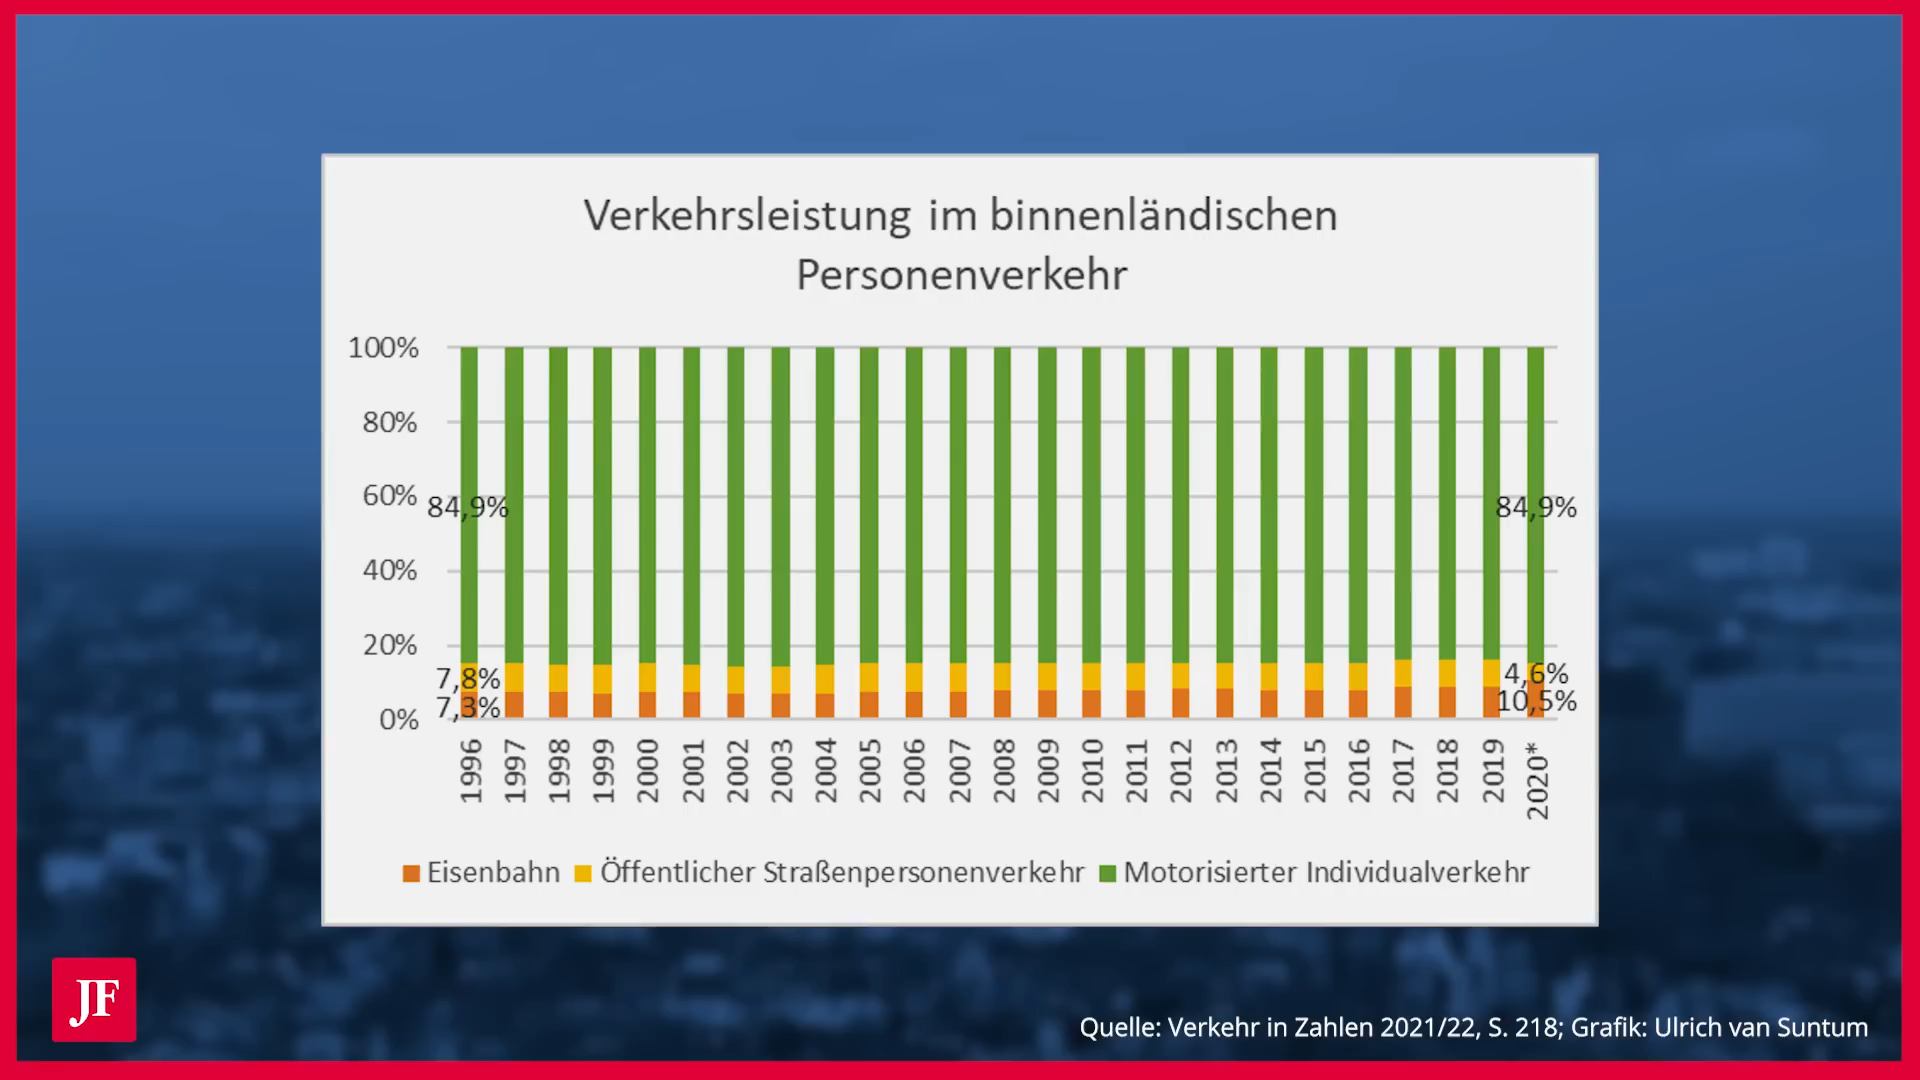 Verkehrsleistung im binnenländischen
Personenverkehr
100%
80%
60%
40%
20%
0%
84,9%
7,8%
7,3%
84,9%
4,6%
10,5%
1996 1997 1998 1999 2000 2001 2002 2003 2004 2005 2006 2007 2008 2009 2010 2011 2012 2013 2014 2015 2016 2017 2018 2019 2020*
Eisenbahn Öffentlicher Straßenpersonenverkehr Motorisierter Individualverkehr
JF
Quelle: Verkehr in Zahlen 2021/22, S. 218; Grafik: Ulrich van Suntum